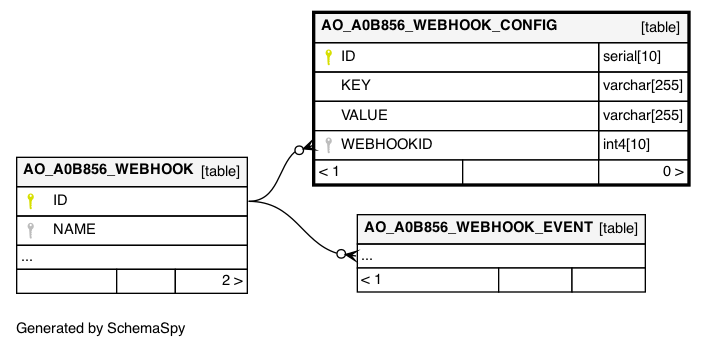 AO_A0B856_WEBHOOK_CONFIG [table]
ID serial[10]
KEY varchar[255]
VALUE varchar[255]
WEBHOOKID int4[10]
< 1 0 >
AO_A0B856_WEBHOOK [table]
ID
NAME
...
2 >
AO_A0B856_WEBHOOK_EVENT [table]
...
< 1
Generated by SchemaSpy